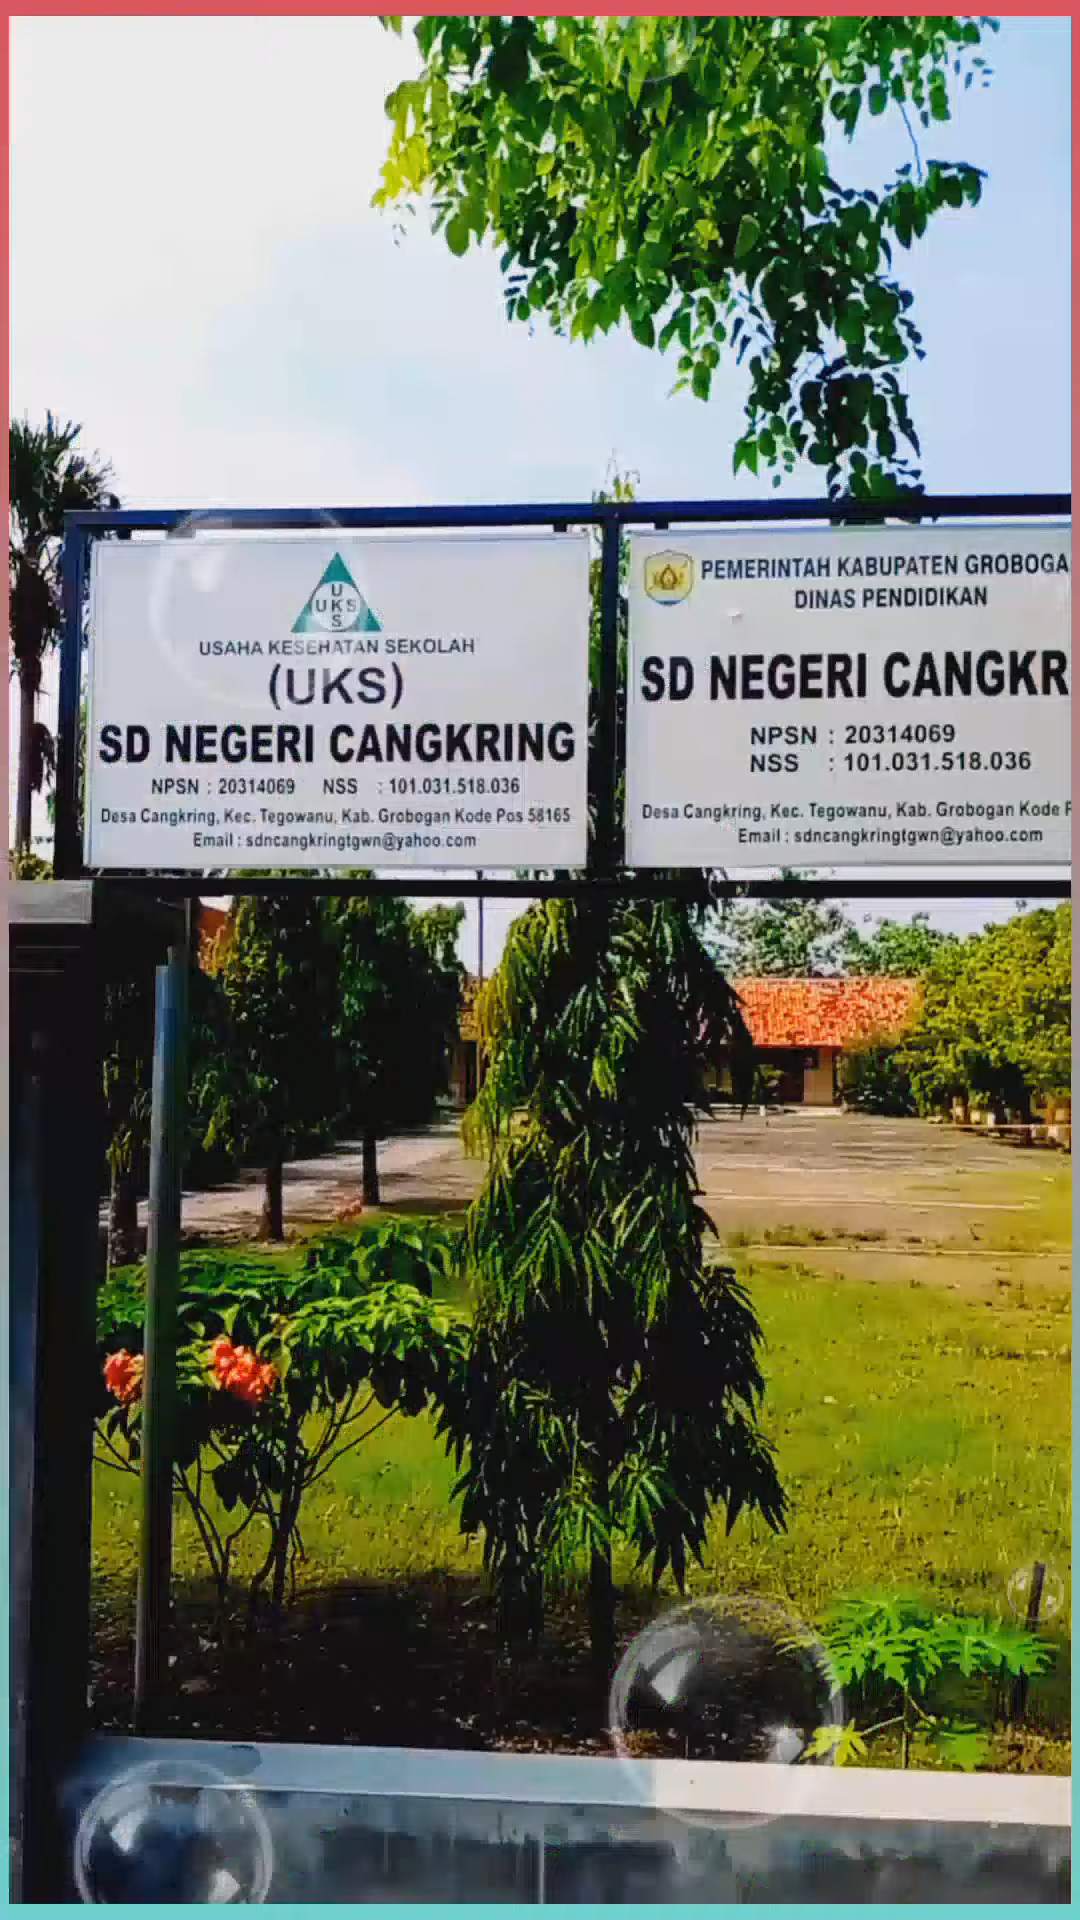 U
UKS
S
USAHA KESEHATAN SEKOLAH
(UKS)
SD NEGERI CANGKRING
NPSN : 20314069 NSS : 101.031.518.036
Desa Cangkring, Kec. Tegowanu, Kab. Grobogan Kode Pos 58165
Email : sdncangkringtgwn@yahoo.com
PEMERINTAH KABUPATEN GROBOGA
DINAS PENDIDIKAN
SD NEGERI CANGKR
NPSN : 20314069
NSS : 101.031.518.036
Desa Cangkring, Kec. Tegowanu, Kab. Grobogan Kode P
Email : sdncangkringtgwn@yahoo.com